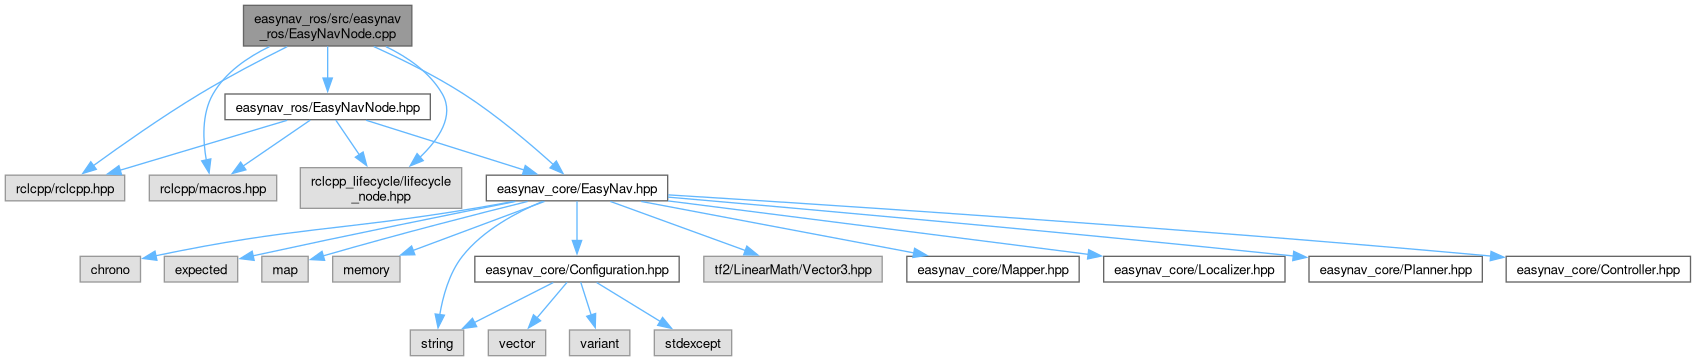 easynav_ros/src/easynav
_ros/EasyNavNode.cpp
easynav_ros/EasyNavNode.hpp
rclcpp/rclcpp.hpp
rclcpp/macros.hpp
rclcpp_lifecycle/lifecycle
_node.hpp
easynav_core/EasyNav.hpp
chrono
expected
map
memory
easynav_core/Configuration.hpp
tf2/LinearMath/Vector3.hpp
easynav_core/Mapper.hpp
easynav_core/Localizer.hpp
easynav_core/Planner.hpp
easynav_core/Controller.hpp
string
vector
variant
stdexcept